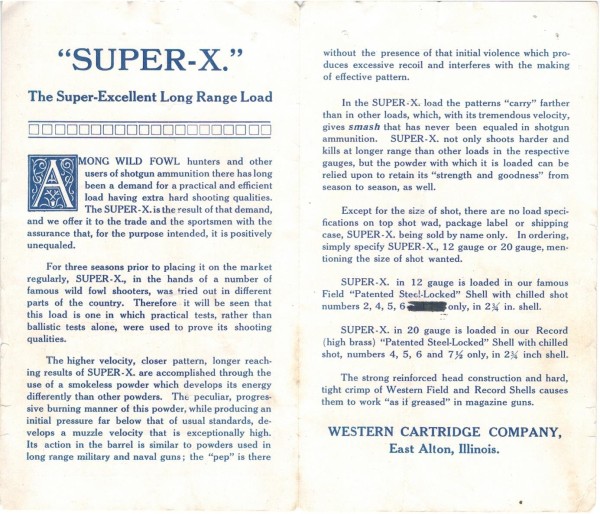 "SUPER-X."
The Super-Excellent Long Range Load
AMONG WILD FOWL hunters and other
users of shotgun ammunition there has long
been a demand for a practical and efficient
load having extra hard shooting qualities.
The SUPER-X. is the result of that demand,
and we offer it to the trade and the sportsmen with the
assurance that, for the purpose intended, it is positively
unequaled.
For three seasons prior to placing it on the market
regularly, SUPER-X., in the hands of a number of
famous wild fowl shooters, was tried out in different
parts of the country. Therefore it will be seen that
this load is one in which practical tests, rather than
ballistic tests alone, were used to prove its shooting
qualities.
The higher velocity, closer pattern, longer reach-
ing results of SUPER-X. are accomplished through the
use of a smokeless powder which develops its energy
differently than other powders. The peculiar, progres-
sive burning manner of this powder, while producing an
initial pressure far below that of usual standards, de-
velops a muzzle velocity that is exceptionally high.
Its action in the barrel is similar to powders used in
long range military and naval guns; the "pep" is there
without the presence of that initial violence which pro-
duces excessive recoil and interferes with the making
of effective pattern.
In the SUPER-X. load the patterns "carry" farther
than in other loads, which, with its tremendous velocity,
gives smash that has never been equaled in shotgun
ammunition. SUPER-X. not only shoots harder and
kills at longer range than other loads in the respective
gauges, but the powder with which it is loaded can be
relied upon to retain its "strength and goodness" from
season to season, as well.
Except for the size of shot, there are no load speci-
fications on top shot wad, package label or shipping
case, SUPER-X. being sold by name only. In ordering,
simply specify SUPER-X., 12 gauge or 20 gauge, men-
tioning the size of shot wanted.
SUPER-X. in 12 gauge is loaded in our famous
Field "Patented Steel-Locked" Shell with chilled shot
numbers 2, 4, 5, 6 only, in 2¾ in. shell.
SUPER-X. in 20 gauge is loaded in our Record
(high brass) "Patented Steel-Locked" Shell with chilled
shot, numbers 4, 5, 6 and 7½ only, in 2¾ inch shell.
The strong reinforced head construction and hard,
tight crimp of Western Field and Record Shells causes
them to work "as if greased" in magazine guns.
WESTERN CARTRIDGE COMPANY,
East Alton, Illinois.